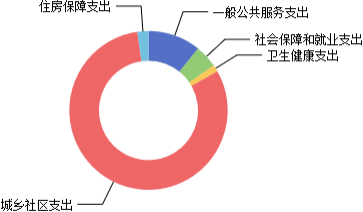 住房保障支出
一般公共服务支出
社会保障和就业支出
卫生健康支出
城乡社区支出